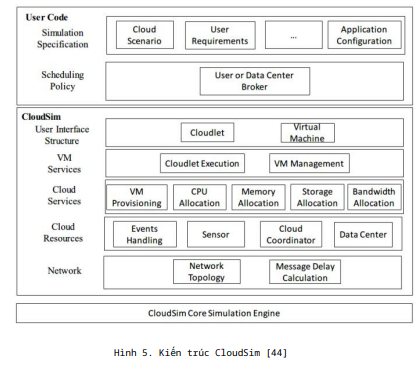 User Code
Simulation
Specification
Cloud
Scenario
User
Requirements
...
Application
Configuration
Scheduling
Policy
User or Data Center
Broker
CloudSim
User Interface
Structure
Cloudlet
Virtual
Machine
VM
Services
Cloudlet Execution
VM Management
Cloud
Services
VM
Provisioning
CPU
Allocation
Memory
Allocation
Storage
Allocation
Bandwidth
Allocation
Cloud
Resources
Events
Handling
Sensor
Cloud
Coordinator
Data Center
Network
Network
Topology
Message Delay
Calculation
CloudSim Core Simulation Engine
Hình 5. Kiến trúc CloudSim [44]